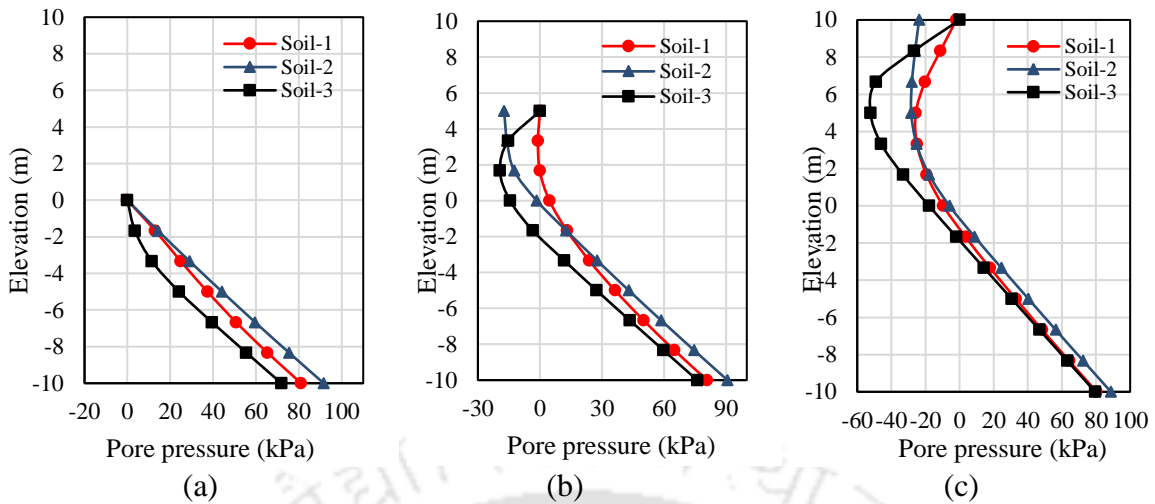 10
8
6
4
2
0
-2
-4
-6
-8
-10
Elevation (m)
Soil-1
Soil-2
Soil-3
-20 0 20 40 60 80 100
Pore pressure (kPa)
(a)
10
8
6
4
2
0
-2
-4
-6
-8
-10
Elevation (m)
Soil-1
Soil-2
Soil-3
-30 0 30 60 90
Pore pressure (kPa)
(b)
10
8
6
4
2
0
-2
-4
-6
-8
-10
Elevation (m)
Soil-1
Soil-2
Soil-3
-60 -40 -20 0 20 40 60 80 100
Pore pressure (kPa)
(c)